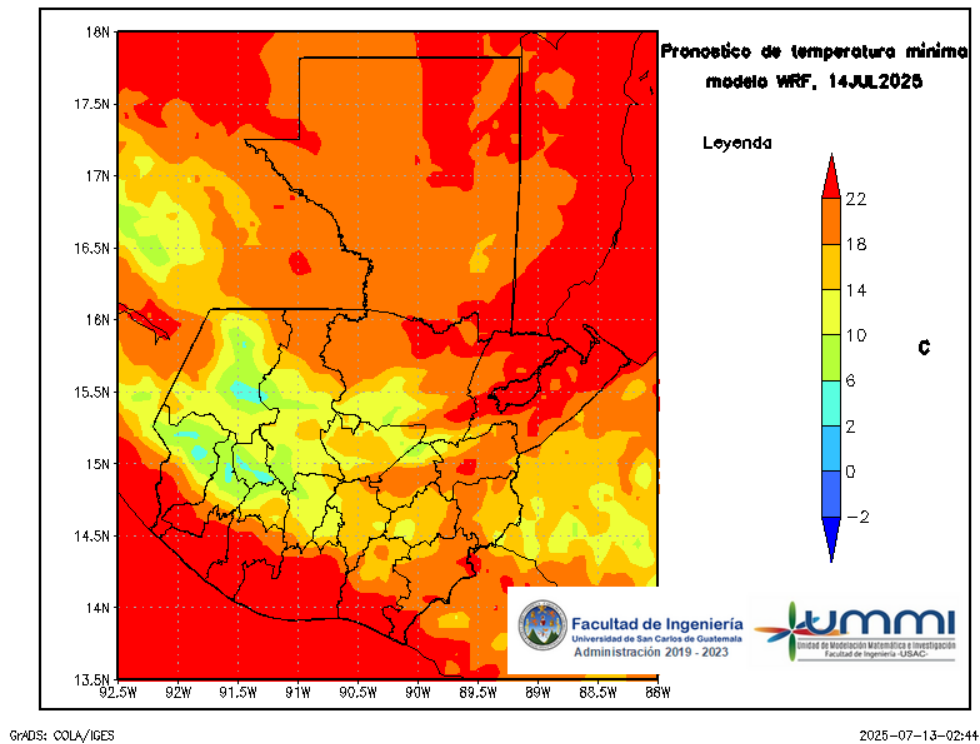 Pronostico de temperatura minima
modelo WRF, 14JUL2025
Leyenda
22
18
14
10
6
2
0
-2
C
18N
17.5N
17N
16.5N
16N
15.5N
15N
14.5N
14N
13.5N
92.5W 92W 91.5W 91W 90.5W 90W 89.5W 89W 88.5W 88W
Facultad de Ingeniería
Universidad de San Carlos de Guatemala
Administración 2019 - 2023
ummi
Unidad de Modelación Matemática e Investigación
Facultad de Ingeniería -USAC-
GrADS: COLA/IGES
2025-07-13-02:44